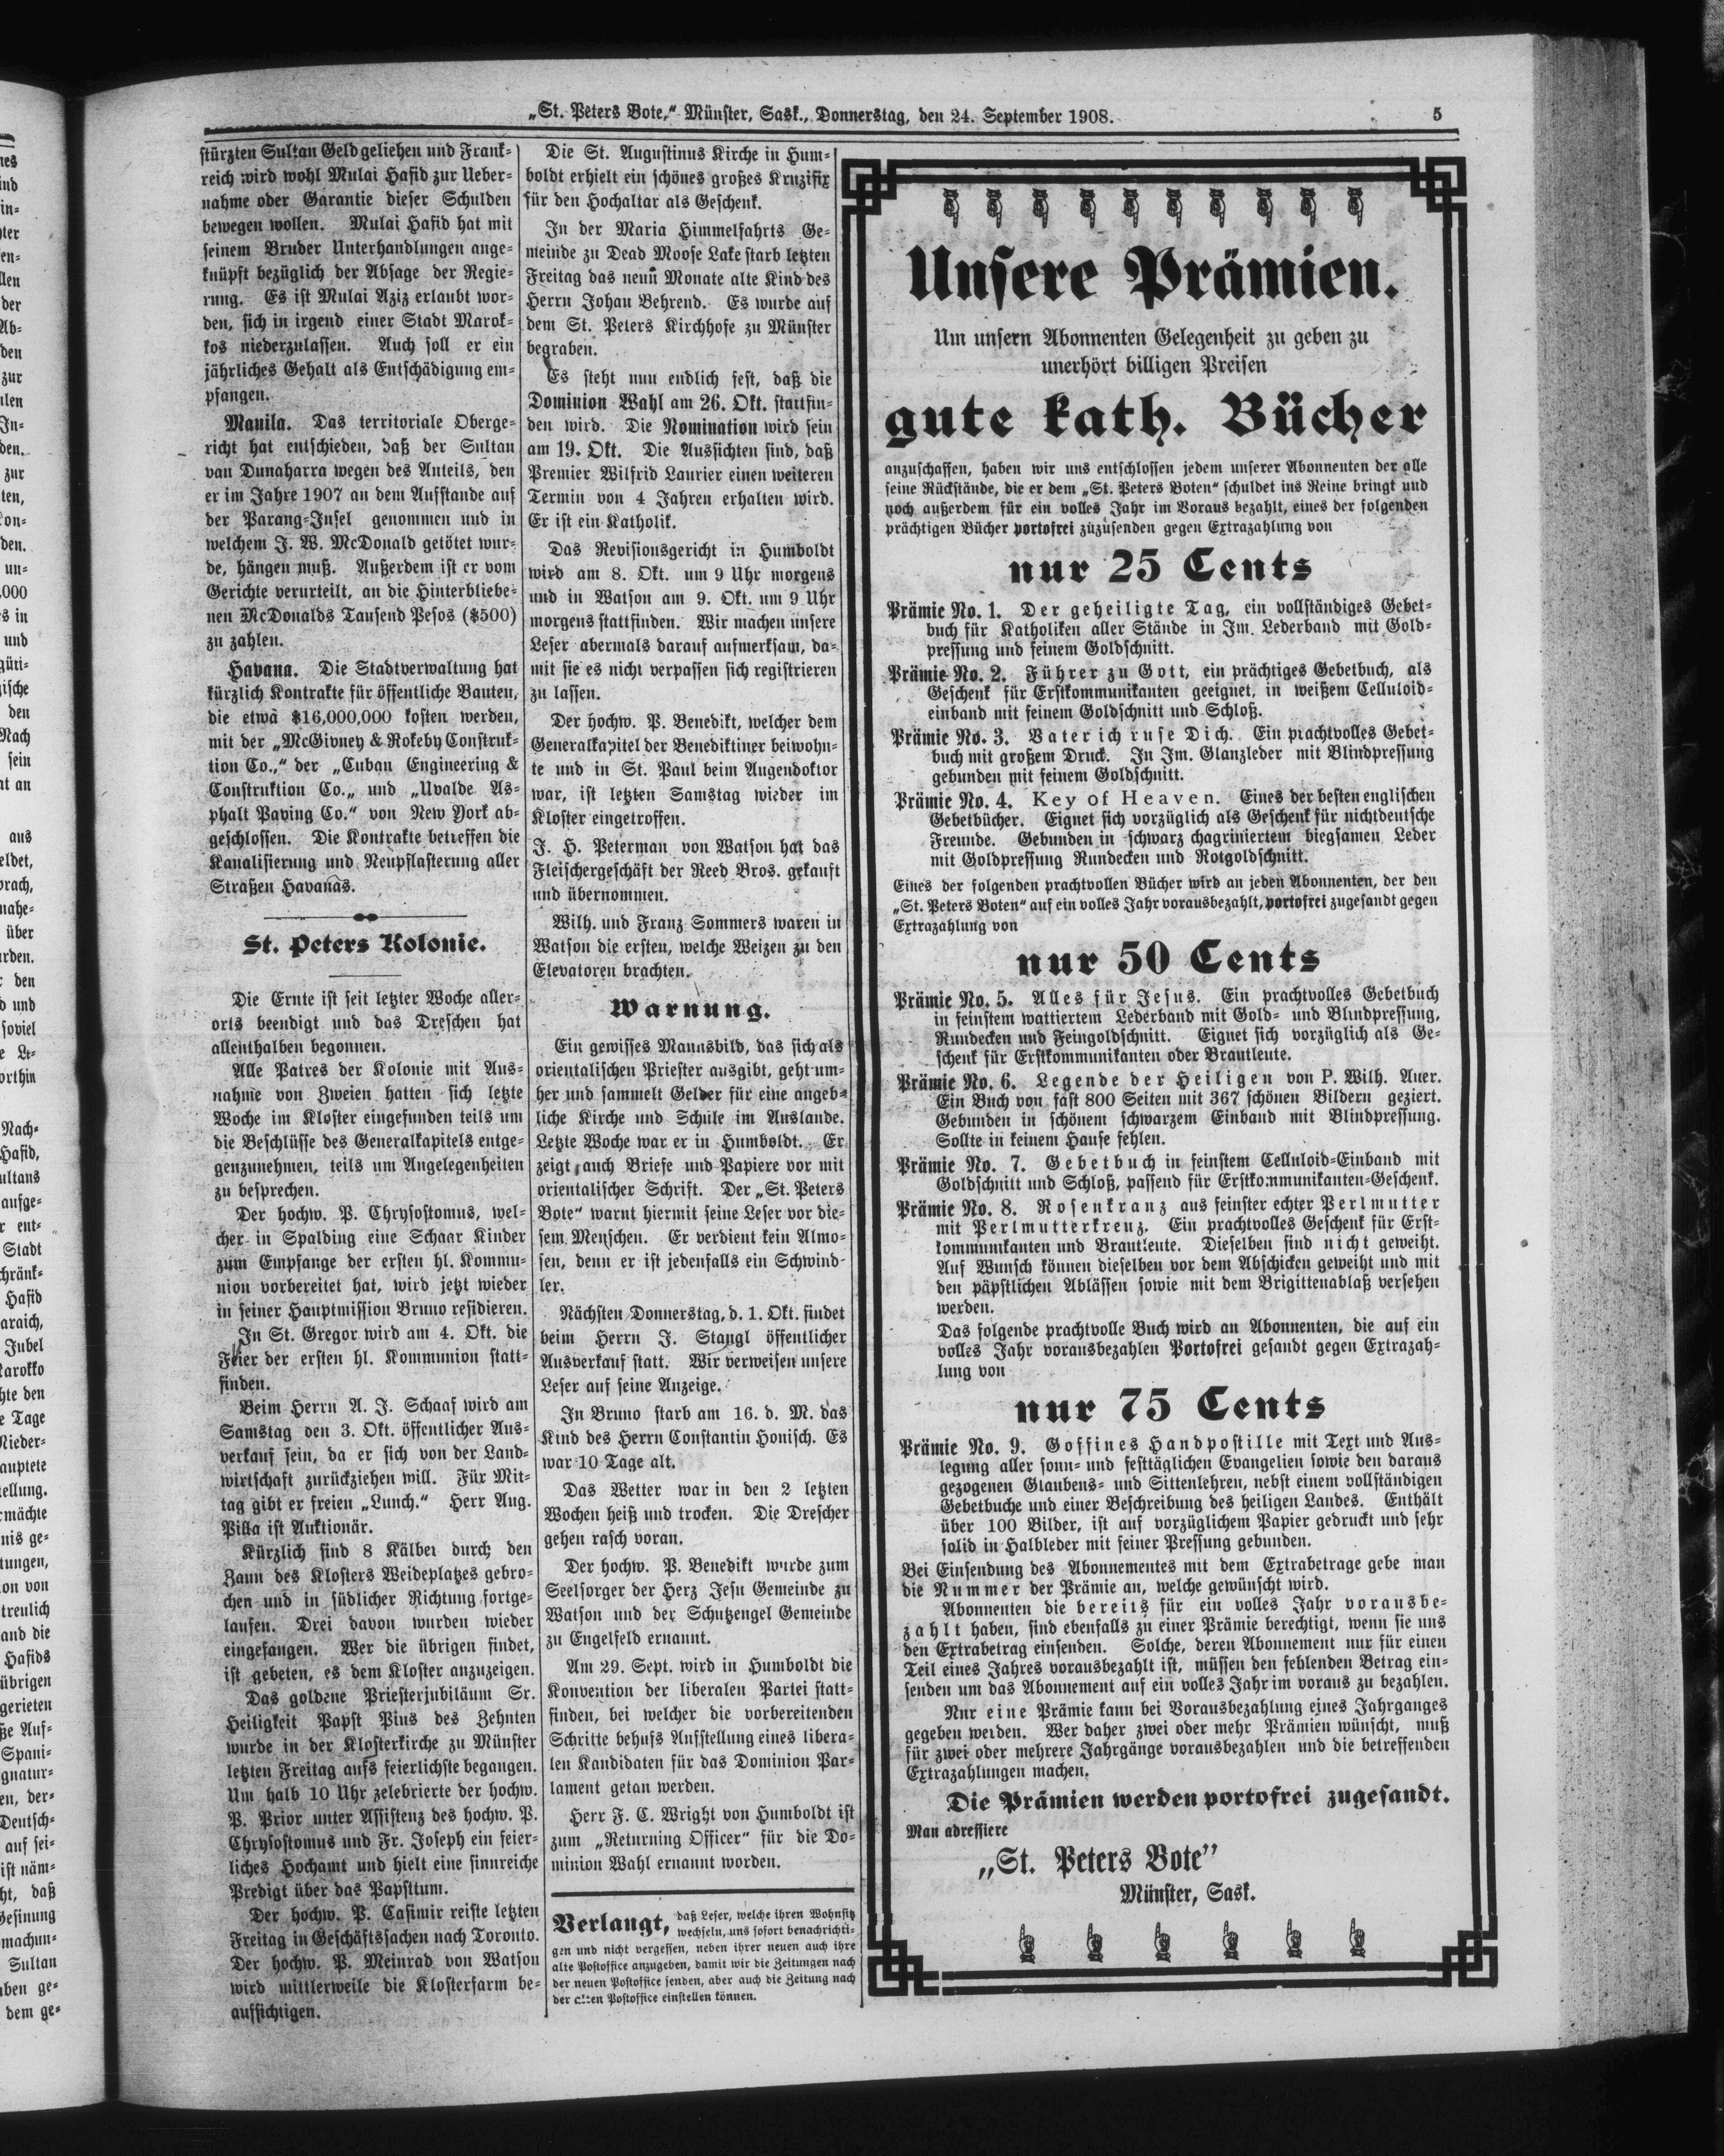 „St. Peters Bote,“ Münster, Sask., Donnerstag, den 24. September 1908.
5
stürzten Sultan Geld geliehen und Frank-
reich wird wohl Mulai Hafid zur Ueber-
nahme oder Garantie dieser Schulden
bewegen wollen. Mulai Hafid hat mit
seinem Bruder Unterhandlungen ange-
knüpft bezüglich der Absage der Regie-
rung. Es ist Mulai Aziz erlaubt wor-
den, sich in irgend einer Stadt Marok-
kos niederzulassen. Auch soll er ein
jährliches Gehalt als Entschädigung em-
pfangen.
Manila. Das territoriale Oberge-
richt hat entschieden, daß der Sultan
van Dunaharra wegen des Anteils, den
er im Jahre 1907 an dem Aufstande auf
der Parang-Insel genommen und in
welchem J. W. McDonald getötet wur-
de, hängen muß. Außerdem ist er vom
Gerichte verurteilt, an die Hinterbliebe-
nen McDonalds Tausend Pesos ($500)
zu zahlen.
Havana. Die Stadtverwaltung hat
kürzlich Kontrakte für öffentliche Bauten,
die etwa $16,000,000 kosten werden,
mit der „McGivney & Rokeby Construk-
tion Co.,“ der „Cuban Engineering &
Construktion Co.„ und „Uvalde As-
phalt Paving Co.“ von New York ab-
geschlossen. Die Kontrakte betreffen die
Kanalisierung und Neupflasterung aller
Straßen Havanas.
St. Peters Kolonie.
Die Ernte ist seit letzter Woche aller-
orts beendigt und das Dreschen hat
allenthalben begonnen.
Alle Patres der Kolonie mit Aus-
nahme von Zweien hatten sich letzte
Woche im Kloster eingefunden teils um
die Beschlüsse des Generalkapitels entge-
genzunehmen, teils um Angelegenheiten
zu besprechen.
Der hochw. P. Chrysostomus, wel-
cher in Spalding eine Schaar Kinder
zum Empfange der ersten hl. Kommu-
nion vorbereitet hat, wird jetzt wieder
in seiner Hauptmission Bruno residieren.
In St. Gregor wird am 4. Okt. die
Feier der ersten hl. Kommunion statt-
finden.
Beim Herrn A. J. Schaaf wird am
Samstag den 3. Okt. öffentlicher Aus-
verkauf sein, da er sich von der Land-
wirtschaft zurückziehen will. Für Mit-
tag gibt er freien „Lunch.“ Herr Aug.
Pilla ist Auktionär.
Kürzlich sind 8 Kälber durch den
Zaun des Klosters Weideplatzes gebro-
chen und in südlicher Richtung fortge-
laufen. Drei davon wurden wieder
eingefangen. Wer die übrigen findet,
ist gebeten, es dem Kloster anzuzeigen.
Das goldene Priesterjubiläum Sr.
Heiligkeit Papst Pius des Zehnten
wurde in der Klosterkirche zu Münster
letzten Freitag aufs feierlichste begangen.
Um halb 10 Uhr zelebrierte der hochw.
P. Prior unter Assistenz des hochw. P.
Chrysostomus und Fr. Joseph ein feier-
liches Hochamt und hielt eine sinnreiche
Predigt über das Papsttum.
Der hochw. P. Casimir reiste letzten
Freitag in Geschäftssachen nach Toronto.
Der hochw. P. Meinrad von Watson
wird mittlerweile die Klosterfarm be-
aufsichtigen.
Die St. Augustinus Kirche in Hum-
boldt erhielt ein schönes großes Kruzifix
für den Hochaltar als Geschenk.
In der Maria Himmelfahrts Ge-
meinde zu Dead Moose Lake starb letzten
Freitag das neun Monate alte Kind des
Herrn Johan Behrend. Es wurde auf
dem St. Peters Kirchhofe zu Münster
begraben.
Es steht nun endlich fest, daß die
Dominion Wahl am 26. Okt. stattfin-
den wird. Die Nomination wird sein
am 19. Okt. Die Aussichten sind, daß
Premier Wilfrid Laurier einen weiteren
Termin von 4 Jahren erhalten wird.
Er ist ein Katholik.
Das Revisionsgericht in Humboldt
wird am 8. Okt. um 9 Uhr morgens
und in Watson am 9. Okt. um 9 Uhr
morgens stattfinden. Wir machen unsere
Leser abermals darauf aufmerksam, da-
mit sie es nicht verpassen sich registrieren
zu lassen.
Der hochw. P. Benedikt, welcher dem
Generalkapitel der Benediktiner beiwohn-
te und in St. Paul beim Augendoktor
war, ist letzten Samstag wieder im
Kloster eingetroffen.
J. H. Peterman von Watson hat das
Fleischergeschäft der Reed Bros. gekauft
und übernommen.
Wilh. und Franz Sommers waren in
Watson die ersten, welche Weizen zu den
Elevatoren brachten.
Warnung.
Ein gewisses Mannsbild, das sich als
orientalischen Priester ausgibt, geht um-
her und sammelt Gelder für eine angeb-
liche Kirche und Schule im Auslande.
Letzte Woche war er in Humboldt. Er
zeigt auch Briefe und Papiere vor mit
orientalischer Schrift. Der „St. Peters
Bote“ warnt hiermit seine Leser vor die-
sem Menschen. Er verdient kein Almo-
sen, denn er ist jedenfalls ein Schwind-
ler.
Nächsten Donnerstag, d. 1. Okt. findet
beim Herrn J. Stangl öffentlicher
Ausverkauf statt. Wir verweisen unsere
Leser auf seine Anzeige.
In Bruno starb am 16. d. M. das
Kind des Herrn Constantin Honisch. Es
war 10 Tage alt.
Das Wetter war in den 2 letzten
Wochen heiß und trocken. Die Drescher
gehen rasch voran.
Der hochw. P. Benedikt wurde zum
Seelsorger der Herz Jesu Gemeinde zu
Watson und der Schutzengel Gemeinde
zu Engelfeld ernannt.
Am 29. Sept. wird in Humboldt die
Konvention der liberalen Partei statt-
finden, bei welcher die vorbereitenden
Schritte behufs Aufstellung eines libera-
len Kandidaten für das Dominion Par-
lament getan werden.
Herr F. C. Wright von Humboldt ist
zum „Returning Officer“ für die Do-
minion Wahl ernannt worden.
Verlangt, daß Leser, welche ihren Wohnsitz
wechseln, uns sofort benachrichti-
gen und nicht vergessen, neben ihrer neuen auch ihre
alte Postoffice anzugeben, damit wir die Zeitungen nach
der neuen Postoffice senden, aber auch die Zeitung nach
der alten Postoffice einstellen können.
Unsere Prämien.
Um unsern Abonnenten Gelegenheit zu geben zu
unerhört billigen Preisen
gute kath. Bücher
anzuschaffen, haben wir uns entschlossen jedem unserer Abonnenten der alle
seine Rückstände, die er dem „St. Peters Boten“ schuldet ins Reine bringt und
noch außerdem für ein volles Jahr im Voraus bezahlt, eines der folgenden
prächtigen Bücher portofrei zuzusenden gegen Extrazahlung von
nur 25 Cents
Prämie No. 1. Der geheiligte Tag, ein vollständiges Gebet-
buch für Katholiken aller Stände in Im. Lederband mit Gold-
pressung und feinem Goldschnitt.
Prämie No. 2. Führer zu Gott, ein prächtiges Gebetbuch, als
Geschenk für Erstkommunikanten geeignet, in weißem Celluloid-
einband mit feinem Goldschnitt und Schloß.
Prämie No. 3. Vater ich rufe Dich. Ein prachtvolles Gebet-
buch mit großem Druck. In Im. Glanzleder mit Blindpressung
gebunden mit feinem Goldschnitt.
Prämie No. 4. Key of Heaven. Eines der besten englischen
Gebetbücher. Eignet sich vorzüglich als Geschenk für nichtdeutsche
Freunde. Gebunden in schwarz chagriniertem biegsamen Leder
mit Goldpressung Rundecken und Rotgoldschnitt.
Eines der folgenden prachtvollen Bücher wird an jeden Abonnenten, der den
„St. Peters Boten“ auf ein volles Jahr vorausbezahlt, portofrei zugesandt gegen
Extrazahlung von
nur 50 Cents
Prämie No. 5. Alles für Jesus. Ein prachtvolles Gebetbuch
in feinstem wattiertem Lederband mit Gold- und Blindpressung,
Rundecken und Feingoldschnitt. Eignet sich vorzüglich als Ge-
schenk für Erstkommunikanten oder Brautleute.
Prämie No. 6. Legende der Heiligen von P. Wilh. Auer.
Ein Buch von fast 800 Seiten mit 367 schönen Bildern geziert.
Gebunden in schönem schwarzem Einband mit Blindpressung.
Sollte in keinem Hause fehlen.
Prämie No. 7. Gebetbuch in feinstem Celluloid-Einband mit
Goldschnitt und Schloß, passend für Erstkommunikanten-Geschenk.
Prämie No. 8. Rosenkranz aus feinster echter Perlmutter
mit Perlmutterkreuz. Ein prachtvolles Geschenk für Erst-
kommunikanten und Brautleute. Dieselben sind nicht geweiht.
Auf Wunsch können dieselben vor dem Abschicken geweiht und mit
den päpstlichen Ablässen sowie mit dem Brigittenablaß versehen
werden.
Das folgende prachtvolle Buch wird an Abonnenten, die auf ein
volles Jahr vorausbezahlen Portofrei gesandt gegen Extrazah-
lung von
nur 75 Cents
Prämie No. 9. Goffines Handpostille mit Text und Aus-
legung aller sonn- und festtäglichen Evangelien sowie den daraus
gezogenen Glaubens- und Sittenlehren, nebst einem vollständigen
Gebetbuche und einer Beschreibung des heiligen Landes. Enthält
über 100 Bilder, ist auf vorzüglichem Papier gedruckt und sehr
solid in Halbleder mit feiner Pressung gebunden.
Bei Einsendung des Abonnementes mit dem Extrabetrage gebe man
die Nummer der Prämie an, welche gewünscht wird.
Abonnenten die bereits für ein volles Jahr vorausbe-
zahlt haben, sind ebenfalls zu einer Prämie berechtigt, wenn sie uns
den Extrabetrag einsenden. Solche, deren Abonnement nur für einen
Teil eines Jahres vorausbezahlt ist, müssen den fehlenden Betrag ein-
senden um das Abonnement auf ein volles Jahr im voraus zu bezahlen.
Nur eine Prämie kann bei Vorausbezahlung eines Jahrganges
gegeben werden. Wer daher zwei oder mehr Prämien wünscht, muß
für zwei oder mehrere Jahrgänge vorausbezahlen und die betreffenden
Extrazahlungen machen.
Die Prämien werden portofrei zugesandt.
Man adressiere
„St. Peters Bote”
Münster, Sask.